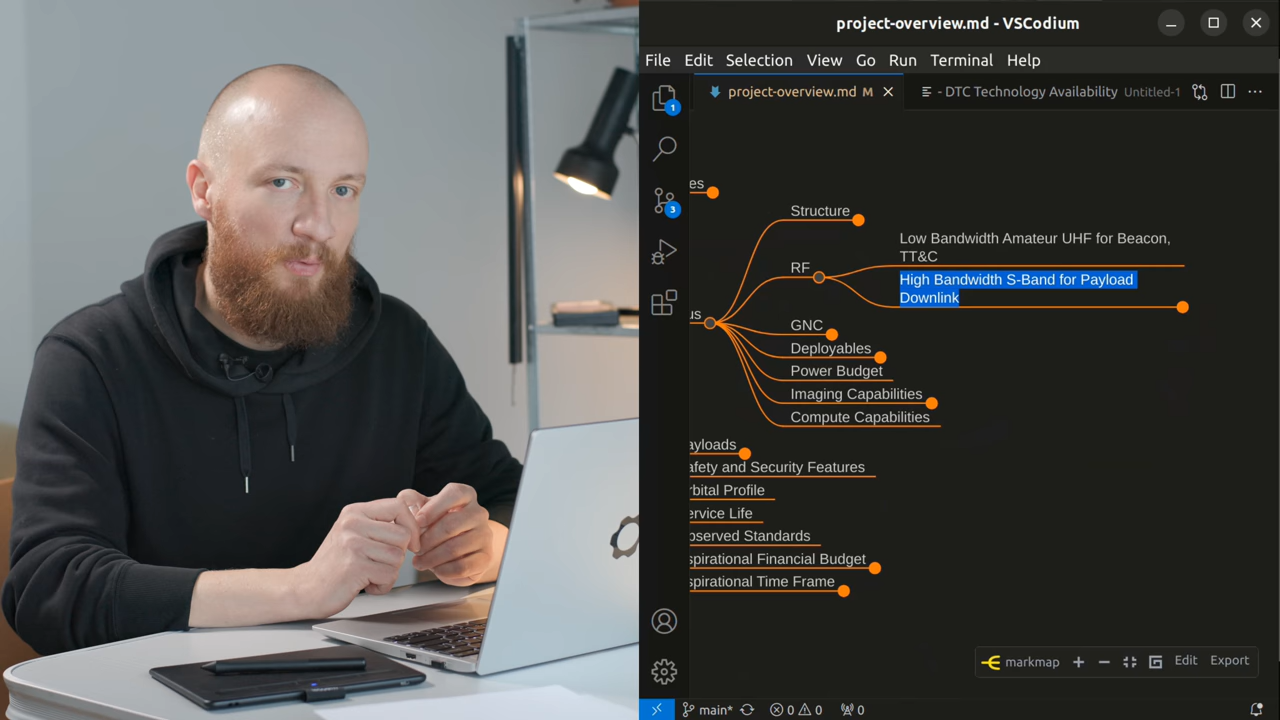 project-overview.md - VSCodium
File Edit Selection View Go Run Terminal Help
1
project-overview.md M
- DTC Technology Availability Untitled-1
3
es
Structure
Low Bandwidth Amateur UHF for Beacon,
TT&C
RF
High Bandwidth S-Band for Payload
Downlink
us
GNC
Deployables
Power Budget
Imaging Capabilities
Compute Capabilities
ayloads
afety and Security Features
rbital Profile
ervice Life
bserved Standards
spirational Financial Budget
spirational Time Frame
markmap + − Edit Export
main* 0 0 0